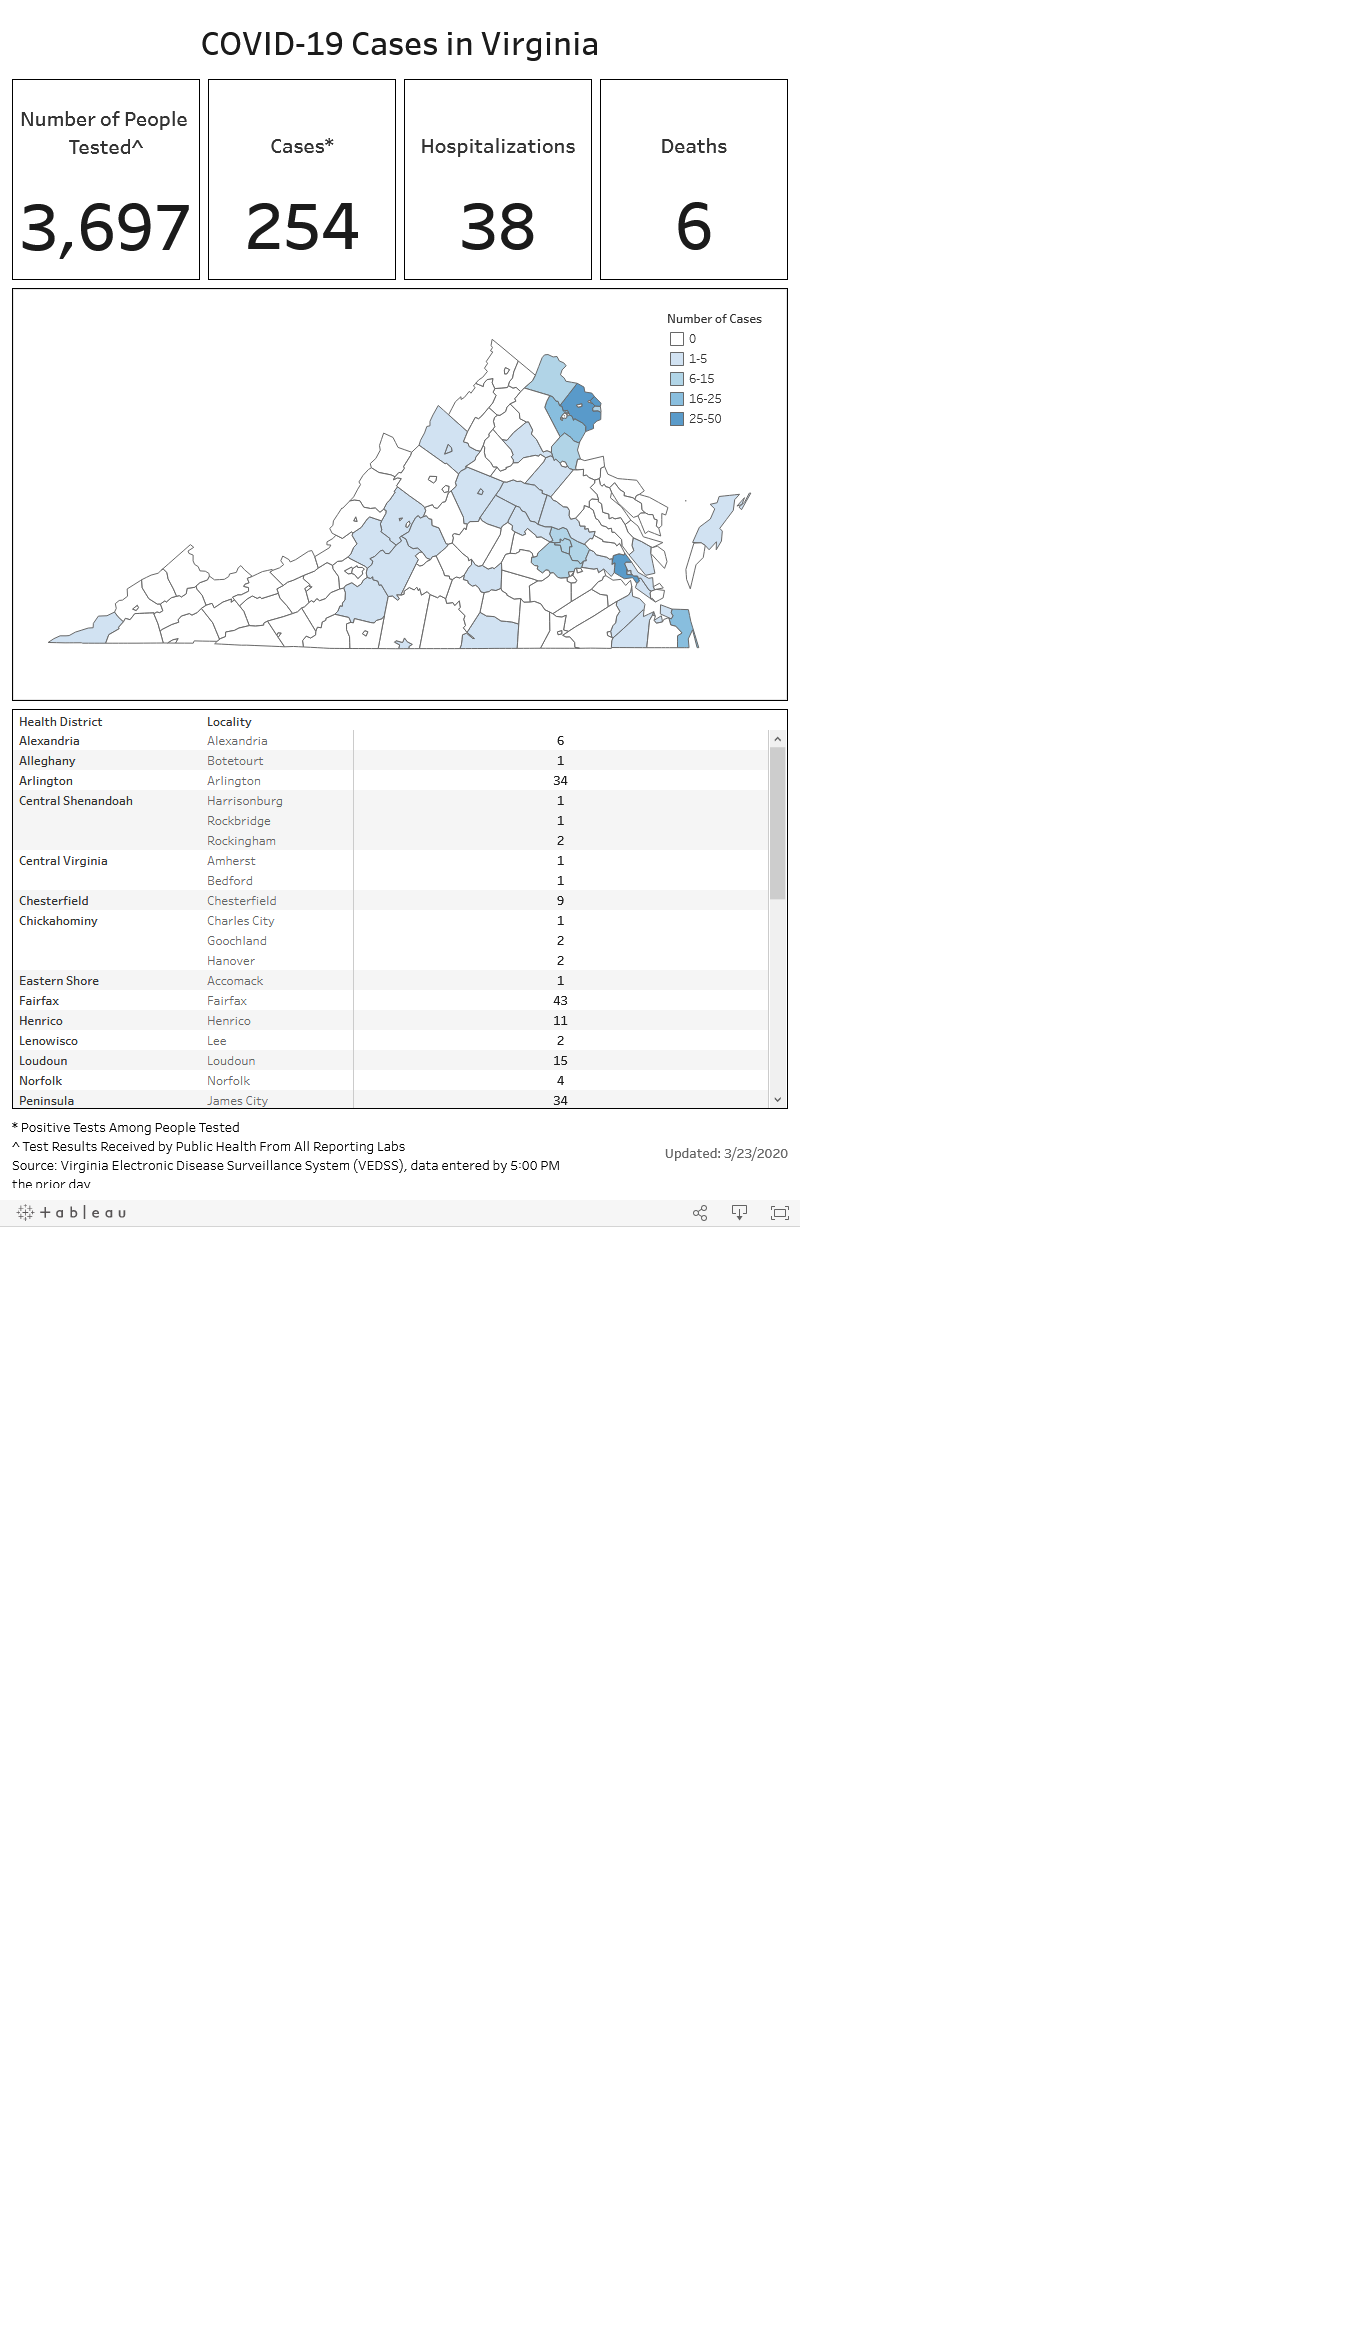 COVID-19 Cases in Virginia
Number of People
Tested^
3,697
Cases*
254
Hospitalizations
38
Deaths
6
Number of Cases
0
1-5
6-15
16-25
25-50
Health District Locality
Alexandria Alexandria 6
Alleghany Botetourt 1
Arlington Arlington 34
Central Shenandoah Harrisonburg 1
Rockbridge 1
Rockingham 2
Central Virginia Amherst 1
Bedford 1
Chesterfield Chesterfield 9
Chickahominy Charles City 1
Goochland 2
Hanover 2
Eastern Shore Accomack 1
Fairfax Fairfax 43
Henrico Henrico 11
Lenowisco Lee 2
Loudoun Loudoun 15
Norfolk Norfolk 4
Peninsula James City 34
* Positive Tests Among People Tested
^ Test Results Received by Public Health From All Reporting Labs
Source: Virginia Electronic Disease Surveillance System (VEDSS), data entered by 5:00 PM
the prior day
Updated: 3/23/2020
+ a b | e a u